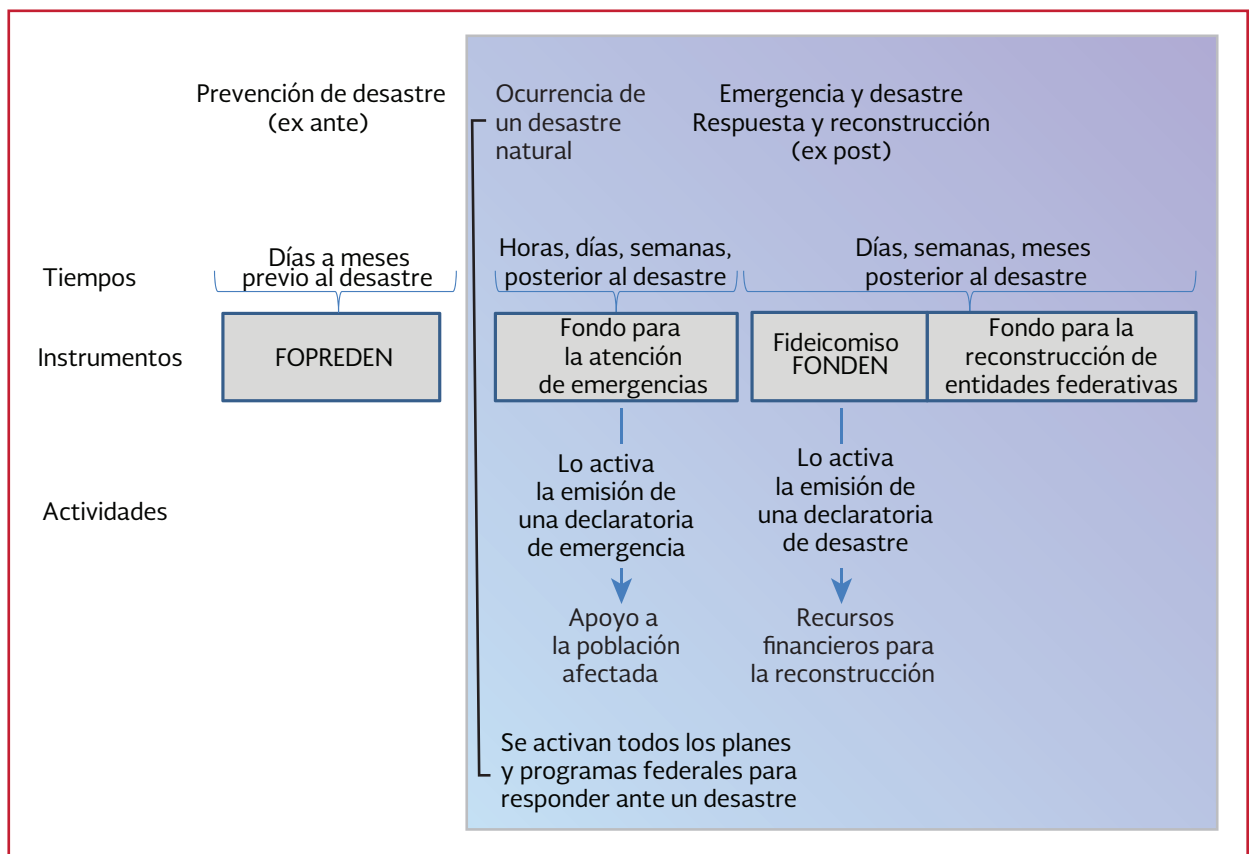 Prevención de desastre
(ex ante)
Ocurrencia de
un desastre
natural
Emergencia y desastre
Respuesta y reconstrucción
(ex post)
Tiempos
Días a meses
previo al desastre
Horas, días, semanas,
posterior al desastre
Días, semanas, meses
posterior al desastre
Instrumentos
FOPREDEN
Fondo para
la atención
de emergencias
Fideicomiso
FONDEN
Fondo para la
reconstrucción de
entidades federativas
Actividades
Lo activa
la emisión de
una declaratoria
de emergencia
Lo activa
la emisión de
una declaratoria
de desastre
Apoyo a
la población
afectada
Recursos
financieros para
la reconstrucción
Se activan todos los planes
y programas federales para
responder ante un desastre